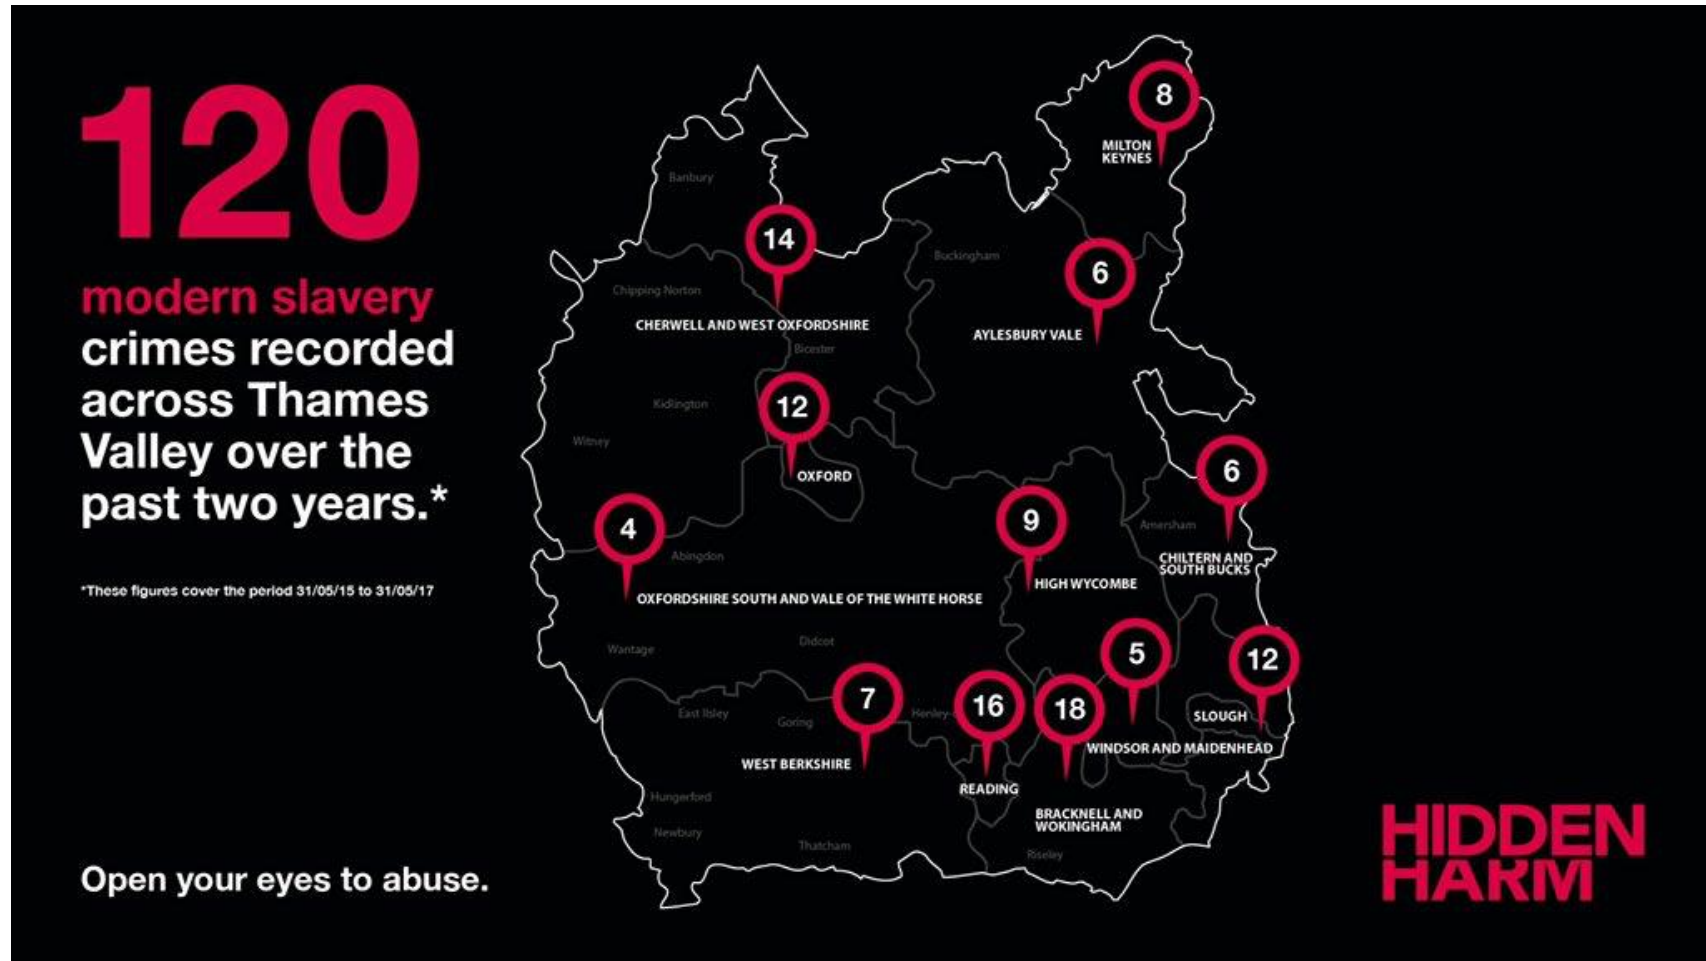 120
modern slavery
crimes recorded
across Thames
Valley over the
past two years.*
*These figures cover the period 31/05/15 to 31/05/17
Open your eyes to abuse.
8
MILTON
KEYNES
Banbury
14
Buckingham
6
Chipping Norton
CHERWELL AND WEST OXFORDSHIRE
AYLESBURY VALE
Bicester
12
Kidlington
Witney
OXFORD
6
4
9
Amersham
Abingdon
CHILTERN AND
SOUTH BUCKS
HIGH WYCOMBE
OXFORDSHIRE SOUTH AND VALE OF THE WHITE HORSE
Didcot
Wantage
5
12
7
16
18
East Ilsley
Goring
Henley
SLOUGH
WINDSOR AND MAIDENHEAD
WEST BERKSHIRE
READING
Hungerford
BRACKNELL AND
WOKINGHAM
Newbury
Thatcham
Riseley
HIDDEN
HARM